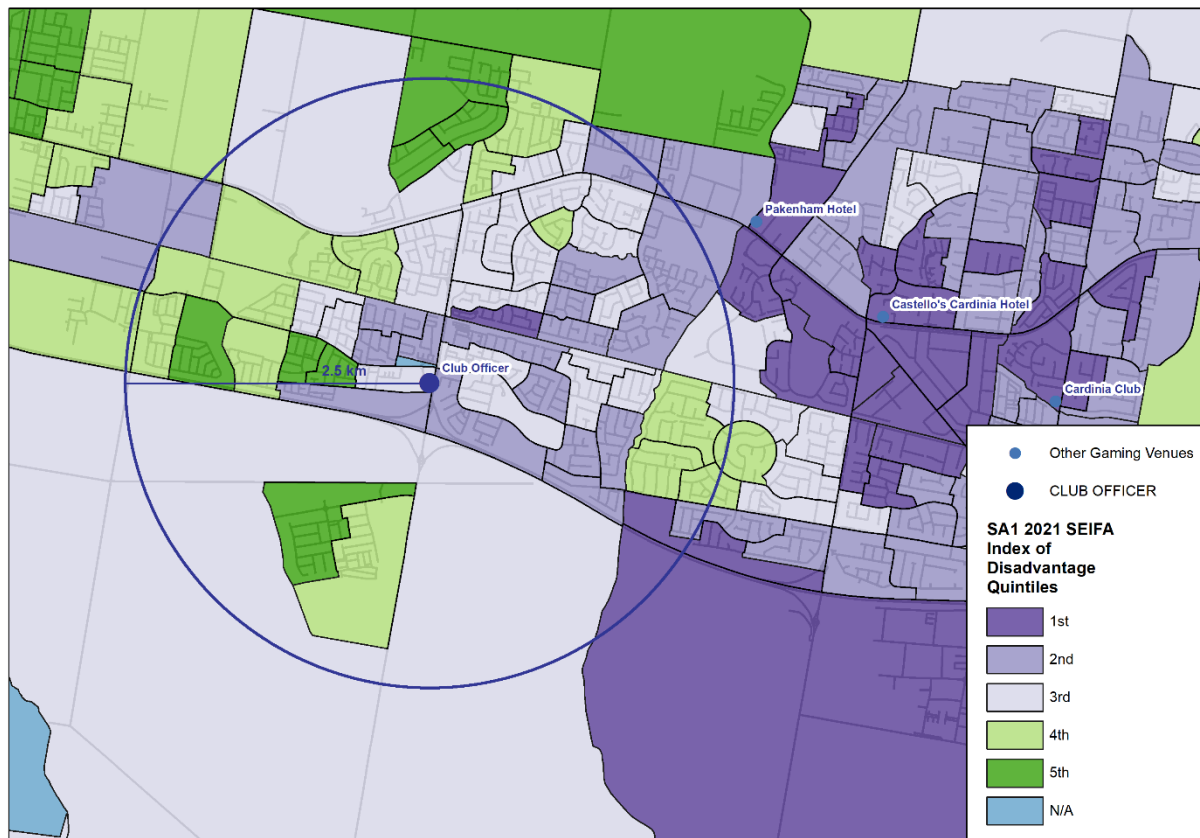 Pakenham Hotel
Castello's Cardinia Hotel
2.5 km
Club Officer
Cardinia Club
Other Gaming Venues
CLUB OFFICER
SA1 2021 SEIFA
Index of
Disadvantage
Quintiles
1st
2nd
3rd
4th
5th
N/A